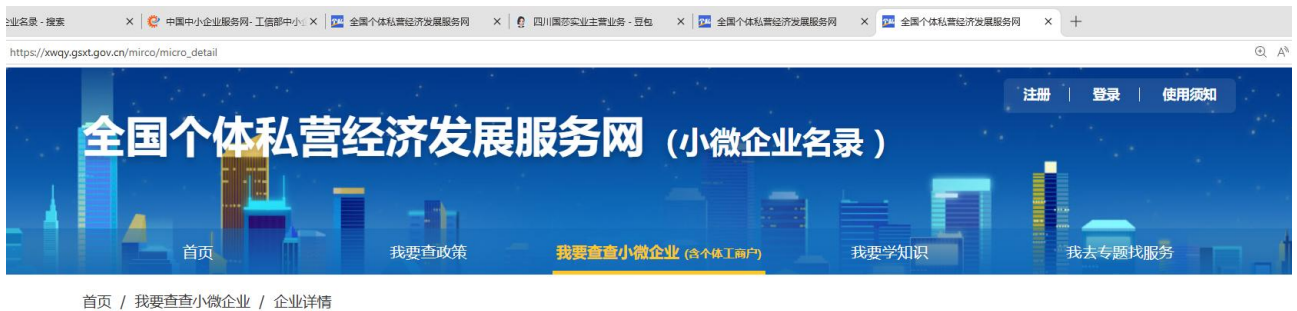 企业名录 - 搜索
中国中小企业服务网- 工信部中小
全国个体私营经济发展服务网
四川国莎实业主营业务 - 豆包
全国个体私营经济发展服务网
全国个体私营经济发展服务网
https://xwqy.gsxt.gov.cn/mirco/micro_detail
注册 | 登录 | 使用须知
全国个体私营经济发展服务网（小微企业名录）
首页 我要查政策 我要查查小微企业 (含个体工商户) 我要学知识 我去专题找服务
首页 / 我要查查小微企业 / 企业详情